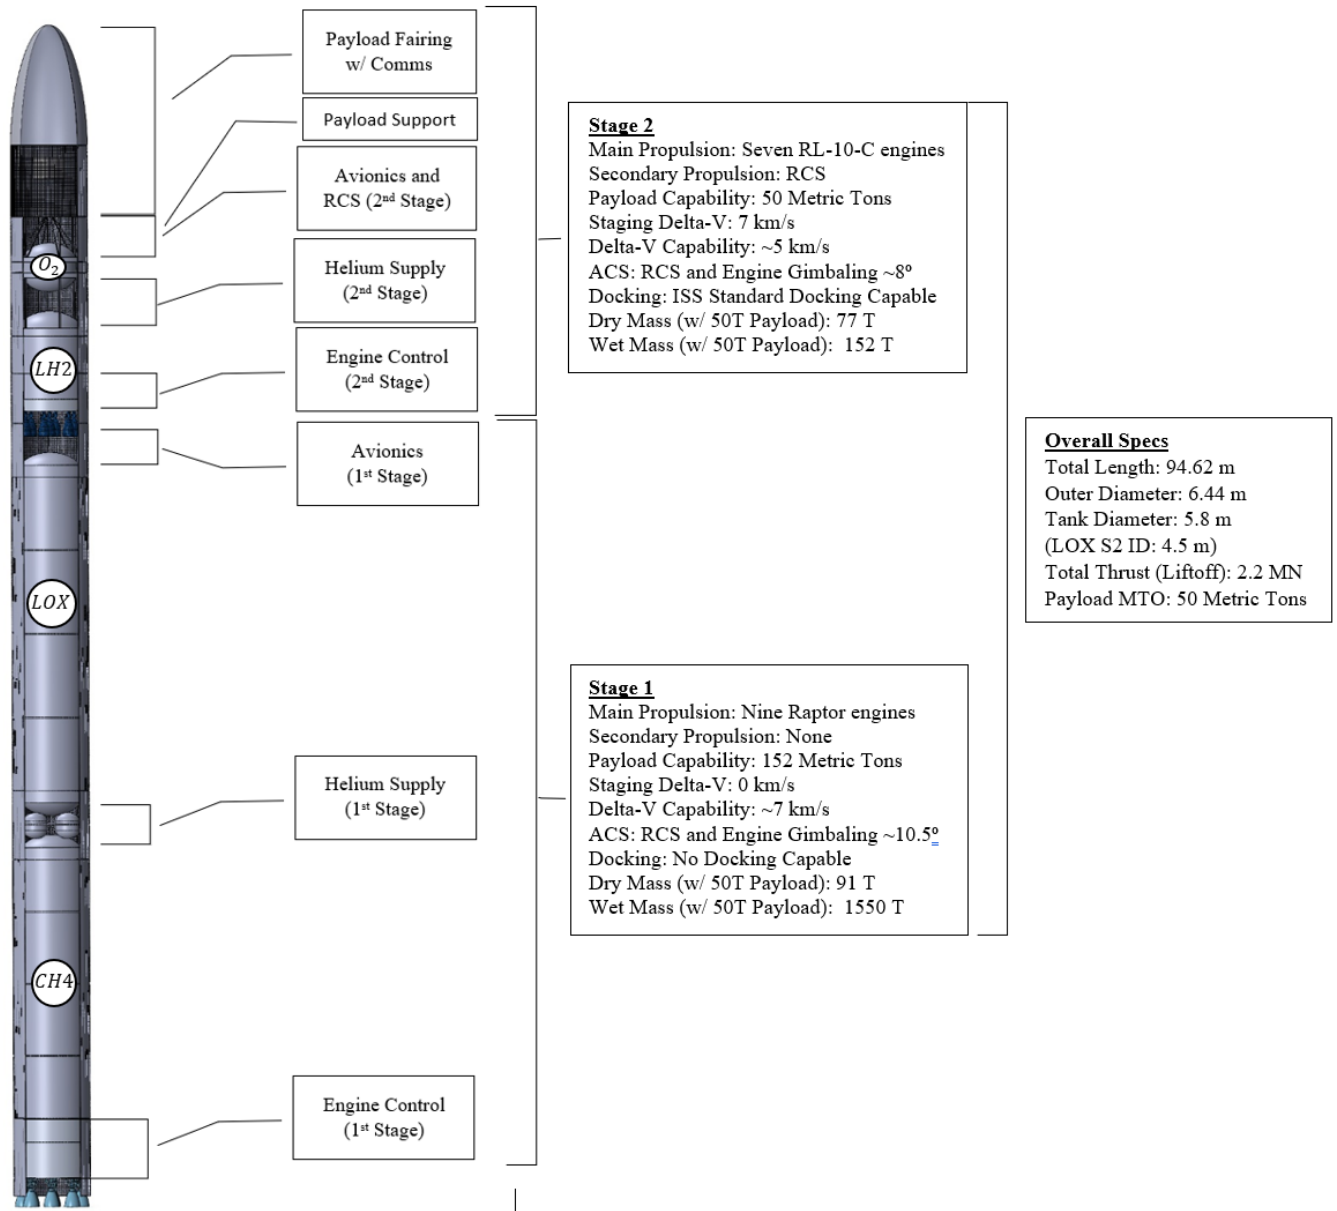 Payload Fairing
w/ Comms
Payload Support
Avionics and
RCS (2nd Stage)
Helium Supply
(2nd Stage)
Engine Control
(2nd Stage)
Avionics
(1st Stage)
Helium Supply
(1st Stage)
Engine Control
(1st Stage)
O2
LH2
LOX
CH4
Stage 2
Main Propulsion: Seven RL-10-C engines
Secondary Propulsion: RCS
Payload Capability: 50 Metric Tons
Staging Delta-V: 7 km/s
Delta-V Capability: ~5 km/s
ACS: RCS and Engine Gimbaling ~8º
Docking: ISS Standard Docking Capable
Dry Mass (w/ 50T Payload): 77 T
Wet Mass (w/ 50T Payload): 152 T
Stage 1
Main Propulsion: Nine Raptor engines
Secondary Propulsion: None
Payload Capability: 152 Metric Tons
Staging Delta-V: 0 km/s
Delta-V Capability: ~7 km/s
ACS: RCS and Engine Gimbaling ~10.5º
Docking: No Docking Capable
Dry Mass (w/ 50T Payload): 91 T
Wet Mass (w/ 50T Payload): 1550 T
Overall Specs
Total Length: 94.62 m
Outer Diameter: 6.44 m
Tank Diameter: 5.8 m
(LOX S2 ID: 4.5 m)
Total Thrust (Liftoff): 2.2 MN
Payload MTO: 50 Metric Tons